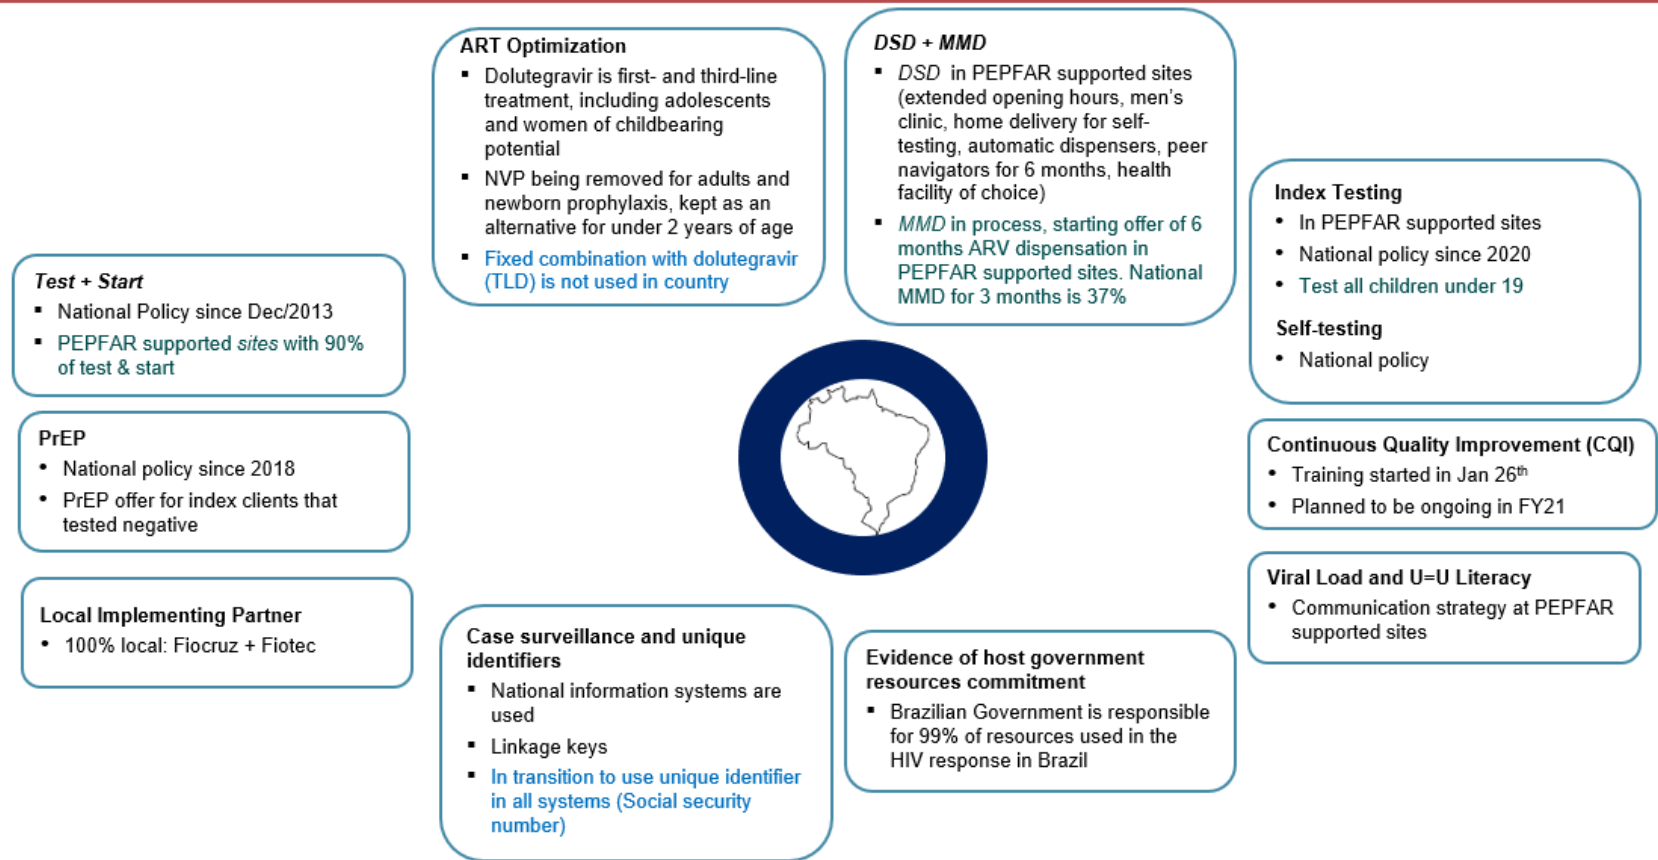 ART Optimization
▪ Dolutegravir is first- and third-line
treatment, including adolescents
and women of childbearing
potential
▪ NVP being removed for adults and
newborn prophylaxis, kept as an
alternative for under 2 years of age
▪ Fixed combination with dolutegravir
(TLD) is not used in country
DSD + MMD
▪ DSD in PEPFAR supported sites
(extended opening hours, men's
clinic, home delivery for self-
testing, automatic dispensers, peer
navigators for 6 months, health
facility of choice)
▪ MMD in process, starting offer of 6
months ARV dispensation in
PEPFAR supported sites. National
MMD for 3 months is 37%
Test + Start
▪ National Policy since Dec/2013
▪ PEPFAR supported sites with 90%
of test & start
Index Testing
• In PEPFAR supported sites
• National policy since 2020
• Test all children under 19
Self-testing
• National policy
PrEP
• National policy since 2018
• PrEP offer for index clients that
tested negative
Continuous Quality Improvement (CQI)
• Training started in Jan 26th
• Planned to be ongoing in FY21
Local Implementing Partner
• 100% local: Fiocruz + Fiotec
Viral Load and U=U Literacy
• Communication strategy at PEPFAR
supported sites
Case surveillance and unique
identifiers
▪ National information systems are
used
▪ Linkage keys
▪ In transition to use unique identifier
in all systems (Social security
number)
Evidence of host government
resources commitment
▪ Brazilian Government is responsible
for 99% of resources used in the
HIV response in Brazil